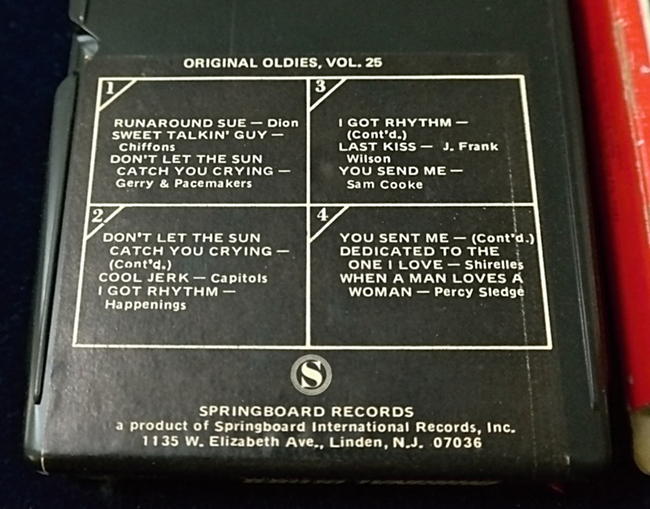 ORIGINAL OLDIES, VOL. 25
1
RUNAROUND SUE — Dion
SWEET TALKIN' GUY —
Chiffons
DON'T LET THE SUN
CATCH YOU CRYING —
Gerry & Pacemakers
2
DON'T LET THE SUN
CATCH YOU CRYING —
(Cont'd.)
COOL JERK — Capitols
I GOT RHYTHM —
Happenings
3
I GOT RHYTHM —
(Cont'd.)
LAST KISS — J. Frank
Wilson
YOU SEND ME —
Sam Cooke
4
YOU SENT ME — (Cont'd.)
DEDICATED TO THE
ONE I LOVE — Shirelles
WHEN A MAN LOVES A
WOMAN — Percy Sledge
S
SPRINGBOARD RECORDS
a product of Springboard International Records, Inc.
1135 W. Elizabeth Ave., Linden, N.J. 07036